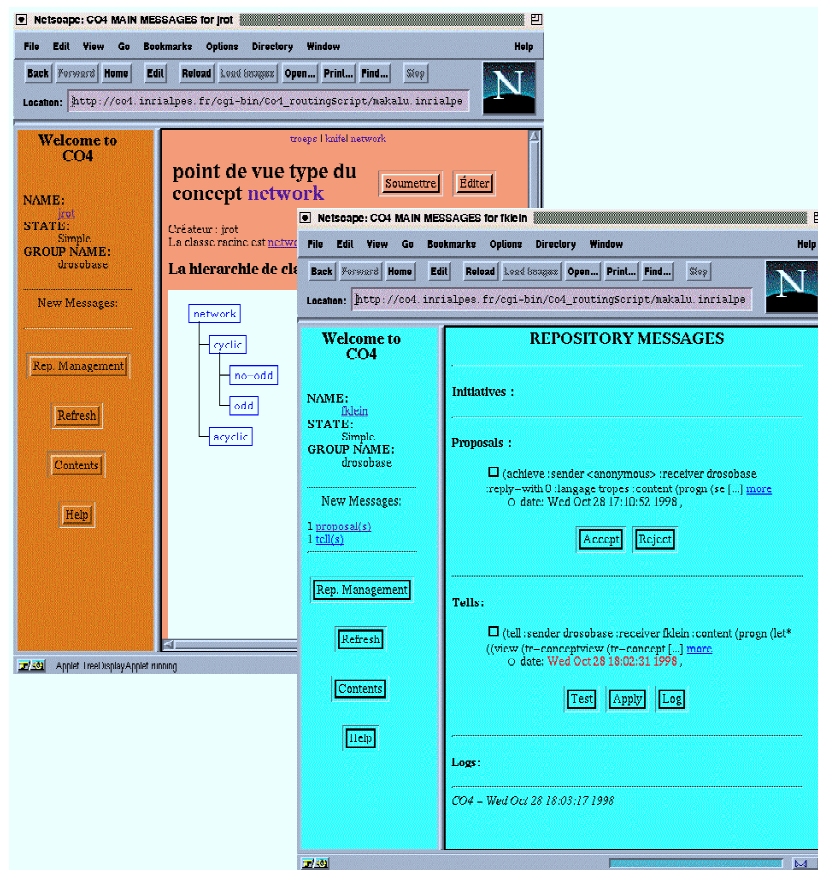 Netscape: CO4 MAIN MESSAGES for jrot
File Edit View Go Bookmarks Options Directory Window Help
Back Forward Home Edit Reload Load Images Open... Print... Find... Stop
Location: http://co4.inrialpes.fr/cgi-bin/Co4_routingScript/makalu.inrialpe
N
Welcome to
CO4
NAME:
jrot
STATE:
Simple
GROUP NAME:
drosobase
New Messages:
Rep. Management
Refresh
Contents
Help
troeps | knifel network
point de vue type du
concept network
Soumettre Éditer
Créateur : jrot
La classe racine est netwo
La hierarchie de cla
network
cyclic
no-odd
odd
acyclic
Applet TreeDisplayApplet running
Netscape: CO4 MAIN MESSAGES for fklein
File Edit View Go Bookmarks Options Directory Window Help
Back Forward Home Edit Reload Load Images Open... Print... Find... Stop
Location: http://co4.inrialpes.fr/cgi-bin/Co4_routingScript/makalu.inrialpe
N
Welcome to
CO4
NAME:
fklein
STATE:
Simple
GROUP NAME:
drosobase
New Messages:
1 proposal(s)
1 tell(s)
Rep. Management
Refresh
Contents
Help
REPOSITORY MESSAGES
Initiatives :
Proposals :
(achieve :sender <anonymous> :receiver drosobase
:reply-with 0 :langage tropes :content (progn (se [...] more
date: Wed Oct 28 17:10:52 1998 ,
Accept Reject
Tells:
(tell :sender drosobase :receiver fklein :content (progn (let*
((view (tr-conceptview (tr-concept [...] more
date: Wed Oct 28 18:02:31 1998 ,
Test Apply Log
Logs:
CO4 - Wed Oct 28 18:03:17 1998